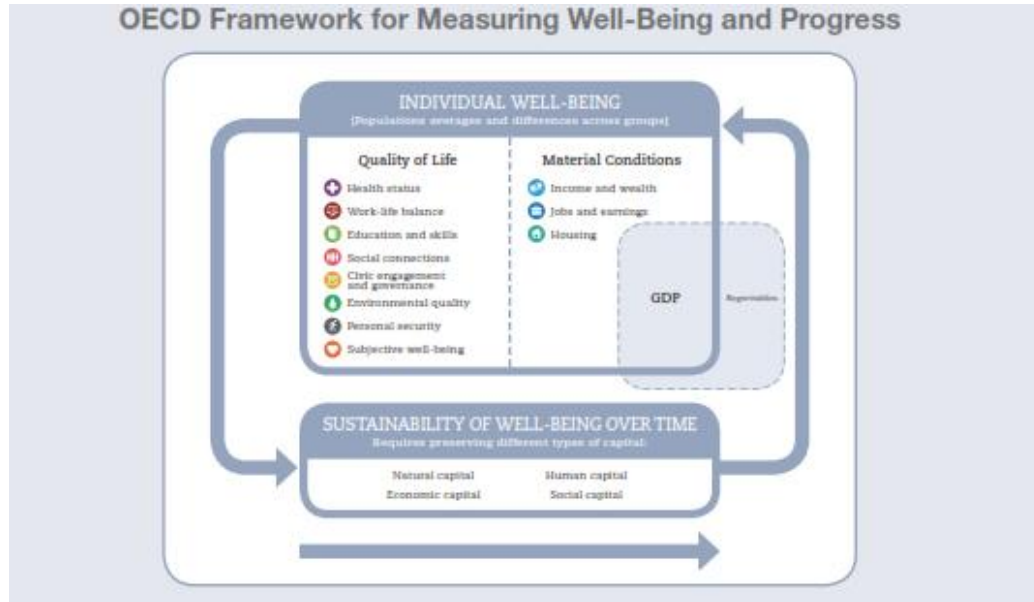 OECD Framework for Measuring Well-Being and Progress
INDIVIDUAL WELL-BEING
[Populations averages and differences across groups]
Quality of Life
Health status
Work-life balance
Education and skills
Social connections
Civic engagement
and governance
Environmental quality
Personal security
Subjective well-being
Material Conditions
Income and wealth
Jobs and earnings
Housing
GDP
Regrettables
SUSTAINABILITY OF WELL-BEING OVER TIME
Requires preserving different types of capital:
Natural capital
Human capital
Economic capital
Social capital